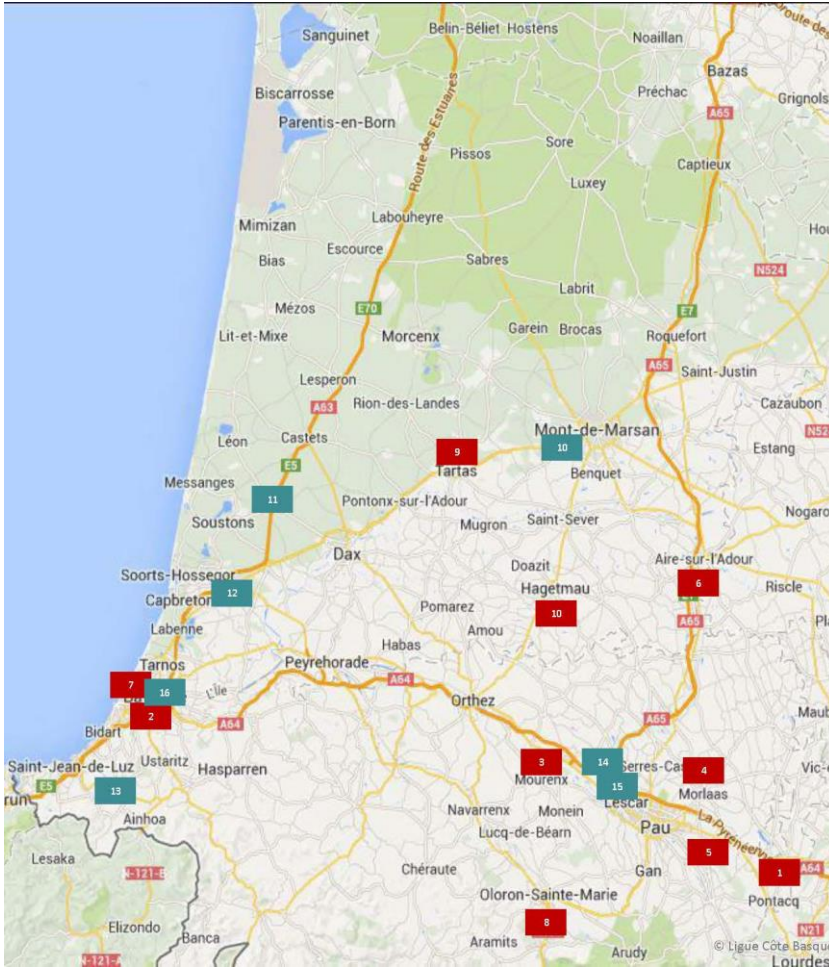 Sanguinet
Belin-Béliet Hostens
Noaillan
Bazas
Biscarrosse
Préchac
Grignols
Parentis-en-Born
A65
Route des Estuaires
Sore
Pissos
Captieux
Luxey
Labouheyre
Mimizan
Escource
Bias
Sabres
N524
Labrit
Mézos
E70
E7
Garein
Brocas
Lit-et-Mixe
Morcenx
Roquefort
A65
Saint-Justin
Lesperon
A63
Rion-des-Landes
Cazaubon
Mont-de-Marsan
Léon
Castets
9
10
Estang
E5
Tartas
Benquet
Messanges
11
Pontonx-sur-l'Adour
Soustons
Saint-Sever
Mugron
Dax
Aire-sur-l'Adour
Soorts-Hossegor
Doazit
6
Riscle
12
Capbreton
Hagetmau
Pomarez
10
A65
Labenne
Amou
Habas
Tarnos
Peyrehorade
7
16
A64
L'Île
Orthez
2
A64
A65
Bidart
Ustaritz
Saint-Jean-de-Luz
Hasparren
3
14
4
E5
Mourenx
15
13
Lescar
Morlaas
Navarrenx
Monein
Ainhoa
Pau
Lucq-de-Béarn
Lesaka
5
N-121-B
Chéraute
Gan
1
A64
Oloron-Sainte-Marie
Pontacq
Elizondo
8
Banca
N21
Aramits
Arudy
© Ligue Côte Basque
N-121-A
Lourdes